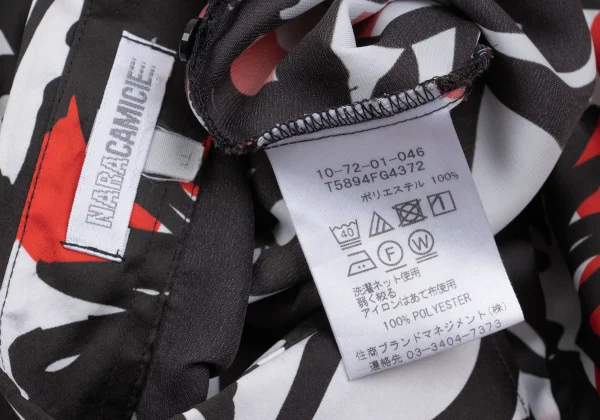 NARACAMICIE
10-72-01-046
T5894FG4372
ポリエステル 100%
40
F W
洗濯ネット使用
弱く絞る
アイロンはあて布使用
100% POLYESTER
住商ブランドマネジメント(株)
連絡先 03-3404-7373